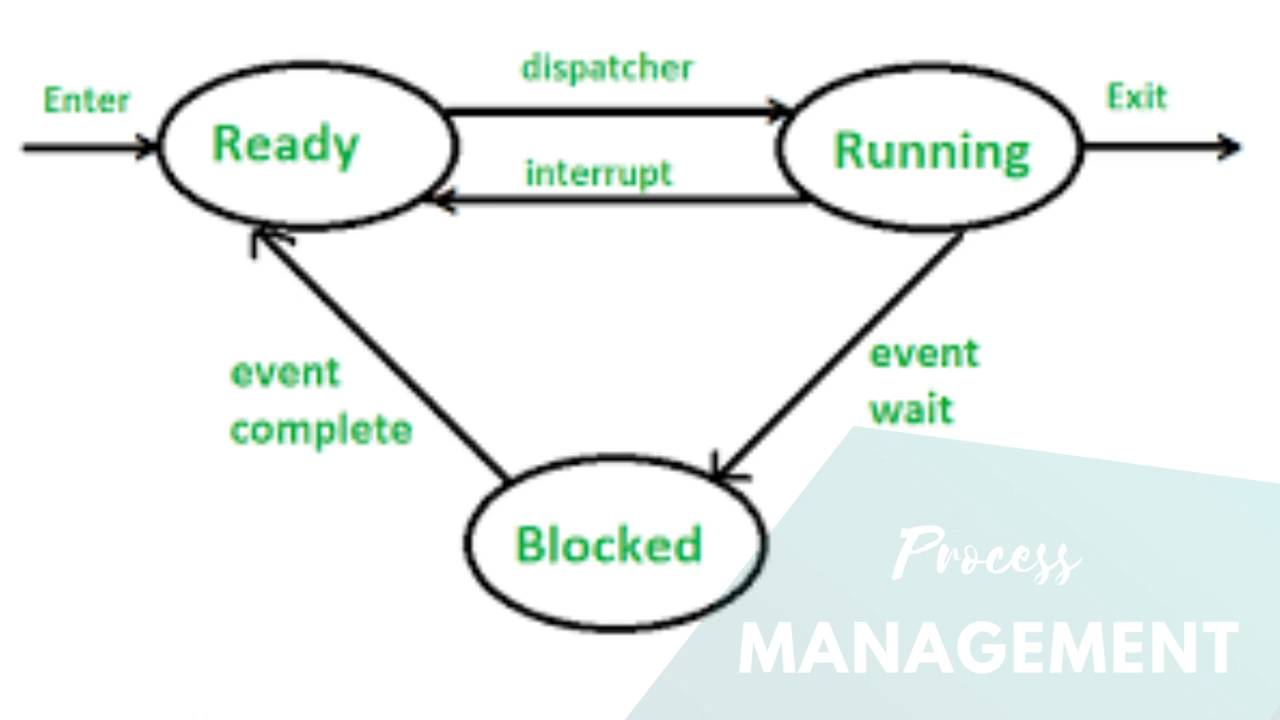 Enter
dispatcher
Exit
Ready
interrupt
Running
event
complete
event
wait
Blocked
Process
MANAGEMENT